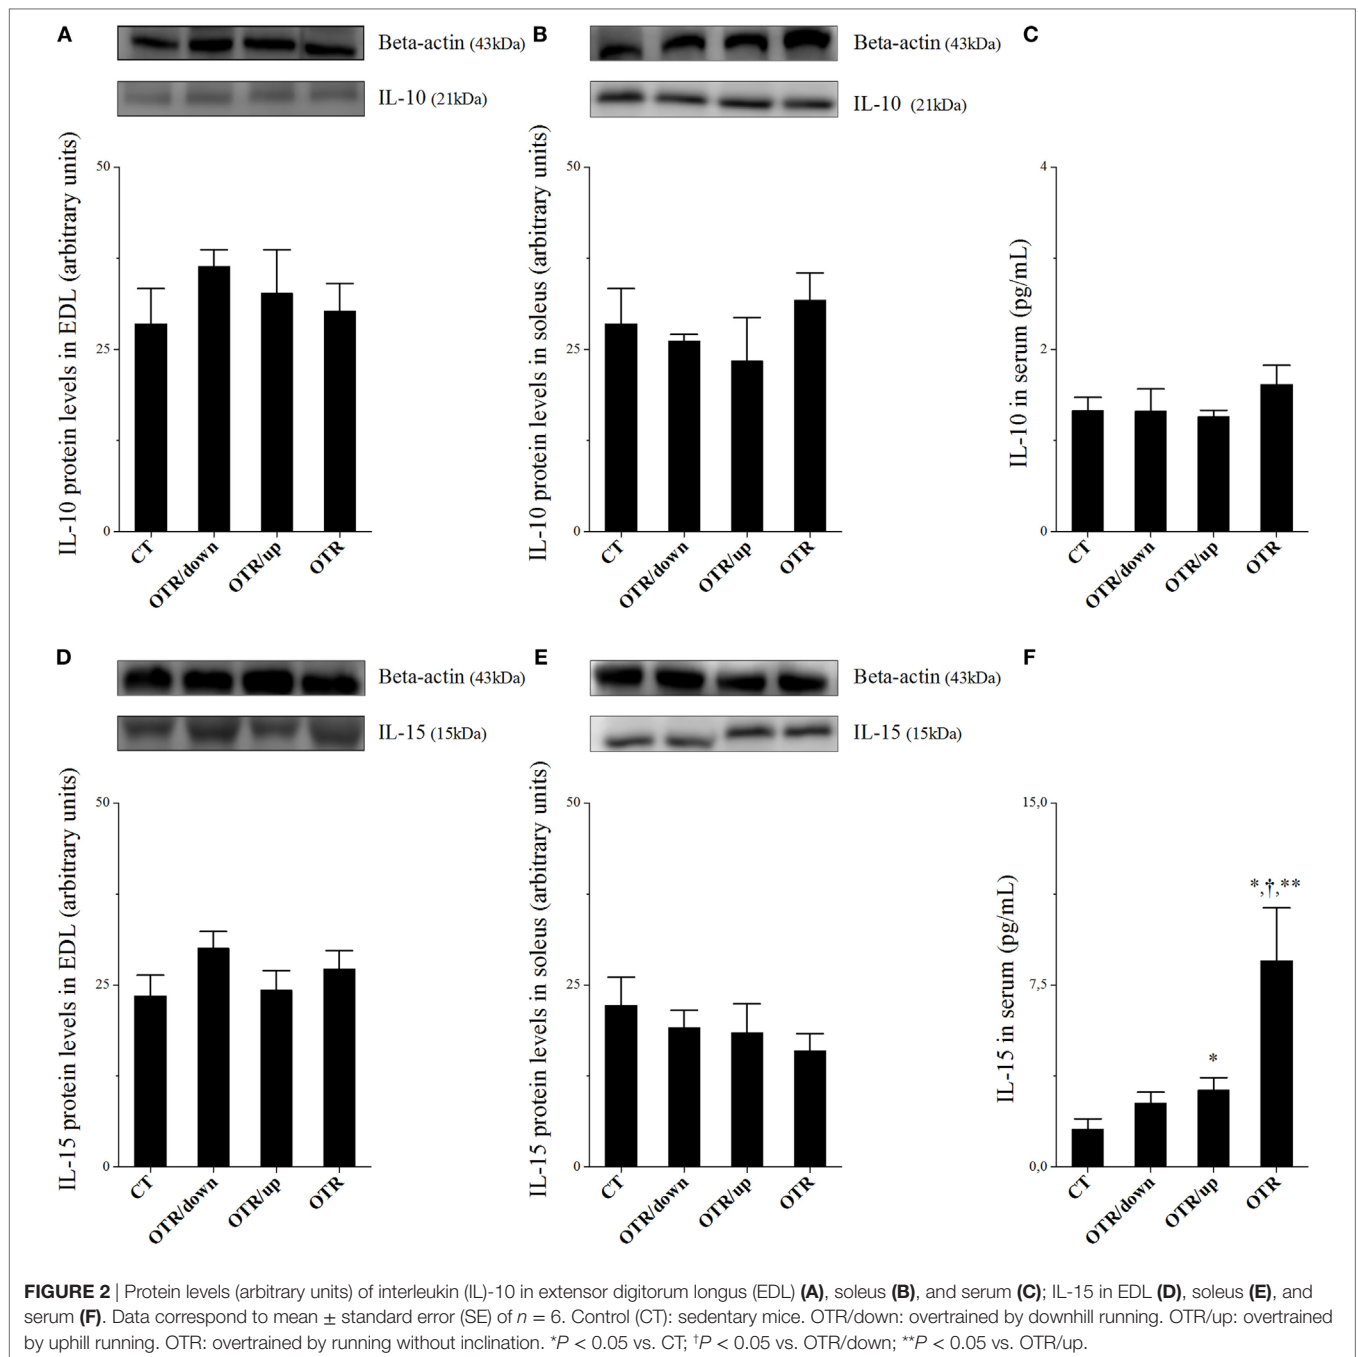 A
Beta-actin (43kDa)
IL-10 (21kDa)
IL-10 protein levels in EDL (arbitrary units)
50
25
0
CT
OTR/down
OTR/up
OTR
B
Beta-actin (43kDa)
IL-10 (21kDa)
IL-10 protein levels in soleus (arbitrary units)
50
25
0
CT
OTR/down
OTR/up
OTR
C
IL-10 in serum (pg/mL)
4
2
0
CT
OTR/down
OTR/up
OTR
D
Beta-actin (43kDa)
IL-15 (15kDa)
IL-15 protein levels in EDL (arbitrary units)
50
25
0
CT
OTR/down
OTR/up
OTR
E
Beta-actin (43kDa)
IL-15 (15kDa)
IL-15 protein levels in soleus (arbitrary units)
50
25
0
CT
OTR/down
OTR/up
OTR
F
IL-15 in serum (pg/mL)
15,0
7,5
0,0
*
*,†,**
CT
OTR/down
OTR/up
OTR
FIGURE 2 | Protein levels (arbitrary units) of interleukin (IL)-10 in extensor digitorum longus (EDL) (A), soleus (B), and serum (C); IL-15 in EDL (D), soleus (E), and
serum (F). Data correspond to mean ± standard error (SE) of n = 6. Control (CT): sedentary mice. OTR/down: overtrained by downhill running. OTR/up: overtrained
by uphill running. OTR: overtrained by running without inclination. *P < 0.05 vs. CT; †P < 0.05 vs. OTR/down; **P < 0.05 vs. OTR/up.